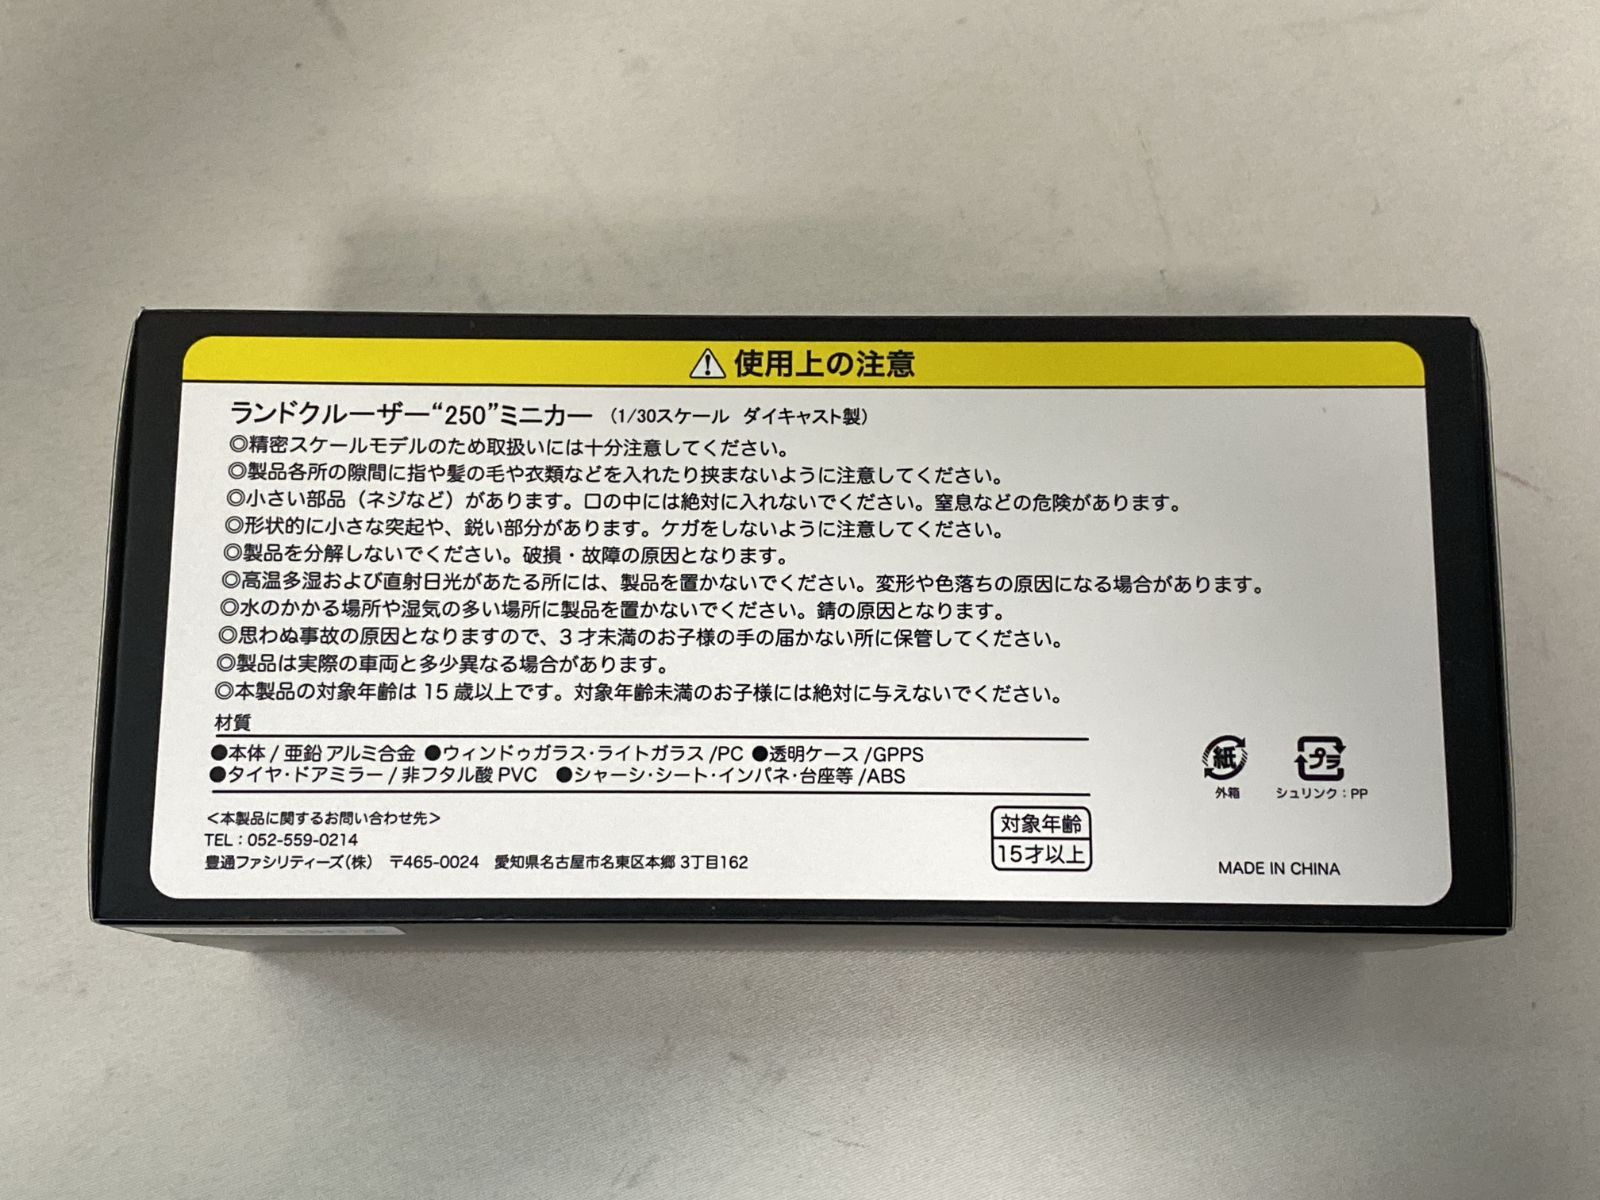 使用上の注意
ランドクルーザー“250”ミニカー （1/30スケール ダイキャスト製）
◎精密スケールモデルのため取扱いには十分注意してください。
◎製品各所の隙間に指や髪の毛や衣類などを入れたり挟まないように注意してください。
◎小さい部品（ネジなど）があります。口の中には絶対に入れないでください。窒息などの危険があります。
◎形状的に小さな突起や、鋭い部分があります。ケガをしないように注意してください。
◎製品を分解しないでください。破損・故障の原因となります。
◎高温多湿および直射日光があたる所には、製品を置かないでください。変形や色落ちの原因になる場合があります。
◎水のかかる場所や湿気の多い場所に製品を置かないでください。錆の原因となります。
◎思わぬ事故の原因となりますので、3才未満のお子様の手の届かない所に保管してください。
◎製品は実際の車両と多少異なる場合があります。
◎本製品の対象年齢は15歳以上です。対象年齢未満のお子様には絶対に与えないでください。
材質
●本体/亜鉛 アルミ合金 ●ウィンドゥガラス・ライトガラス/PC ●透明ケース/GPPS
●タイヤ・ドアミラー/非フタル酸PVC ●シャーシ・シート・インパネ・台座等/ABS
＜本製品に関するお問い合わせ先＞
TEL：052-559-0214
豊通ファシリティーズ（株） 〒465-0024 愛知県名古屋市名東区本郷 3丁目162
対象年齢
15才以上
紙
外箱
プラ
シュリンク：PP
MADE IN CHINA